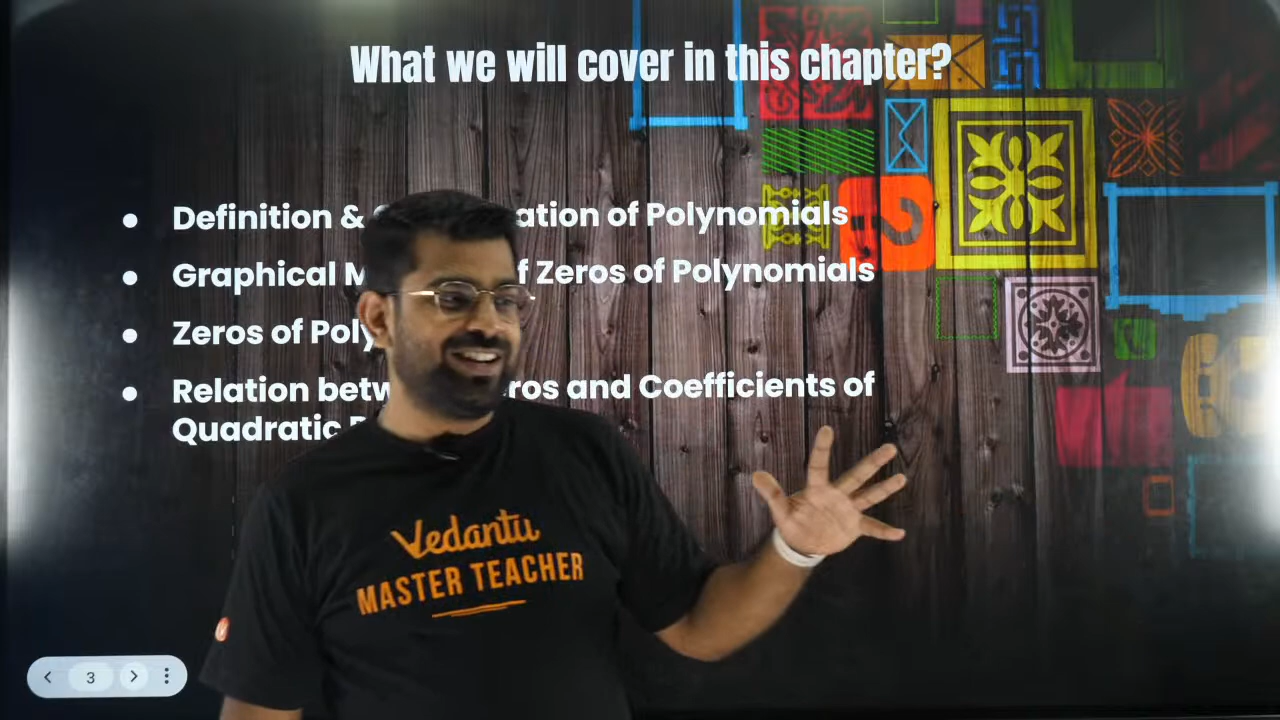 What we will cover in this chapter?
• Definition & ation of Polynomials
• Graphical M f Zeros of Polynomials
• Zeros of Poly
• Relation betw ros and Coefficients of
Quadratic
Vedantu
MASTER TEACHER
3